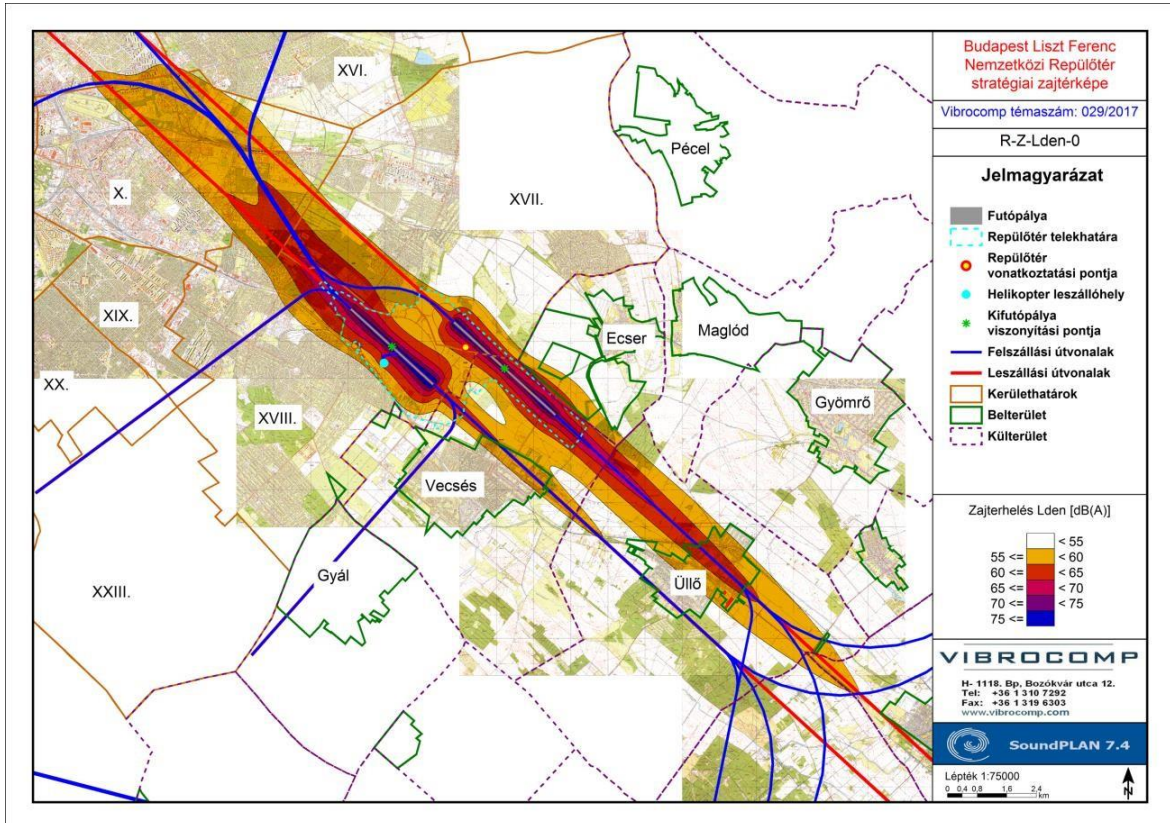 XVI.
Pécel
X.
XVII.
XIX.
Ecser
Maglód
XX.
Gyömrő
XVIII.
Vecsés
Gyál
Üllő
XXIII.
Budapest Liszt Ferenc
Nemzetközi Repülőtér
stratégiai zajtérképe
Vibrocomp témaszám: 029/2017
R-Z-Lden-0
Jelmagyarázat
Futópálya
Repülőtér telekhatára
Repülőtér
vonatkoztatási pontja
Helikopter leszállóhely
Kifutópálya
viszonyítási pontja
Felszállási útvonalak
Leszállási útvonalak
Kerülethatárok
Belterület
Külterület
Zajterhelés Lden [dB(A)]
< 55
55 <= < 60
60 <= < 65
65 <= < 70
70 <= < 75
75 <=
VIBROCOMP
H- 1118. Bp, Bozókvár utca 12.
Tel: +36 1 310 7292
Fax: +36 1 319 6303
www.vibrocomp.com
SoundPLAN 7.4
Lépték 1:75000
0 0,4 0,8 1,6 2,4
km
N